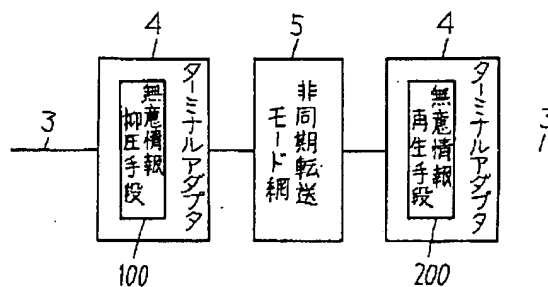 4
5
4
3
3
ターミナルアダプタ
無意情報
抑圧手段
非同期転送
モード網
ターミナルアダプタ
無意情報
再生手段
100
200